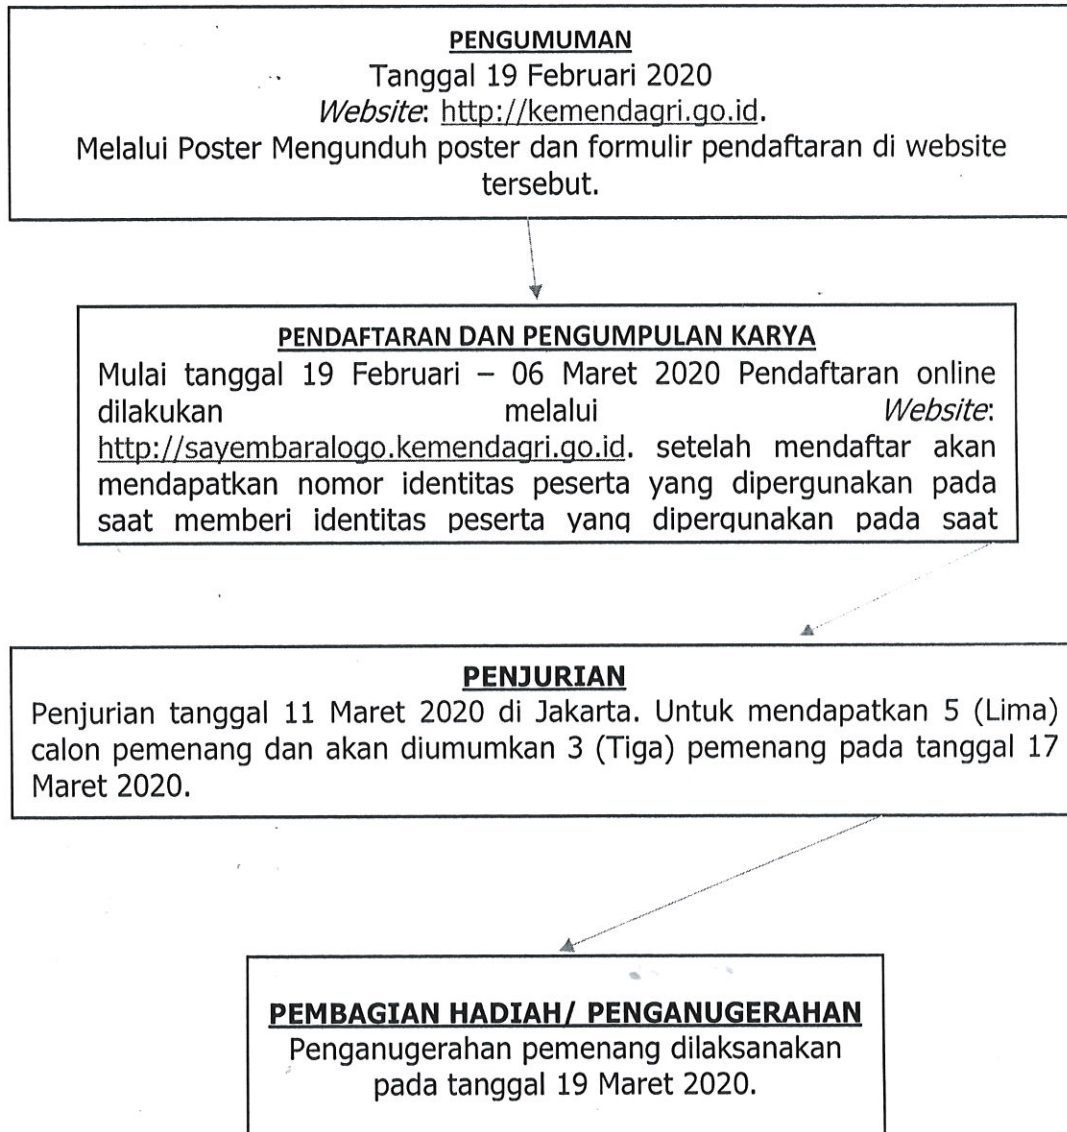 PENGUMUMAN
Tanggal 19 Februari 2020
Website: http://kemendagri.go.id.
Melalui Poster Mengunduh poster dan formulir pendaftaran di website
tersebut.
PENDAFTARAN DAN PENGUMPULAN KARYA
Mulai tanggal 19 Februari – 06 Maret 2020 Pendaftaran online
dilakukan melalui Website:
http://sayembaralogo.kemendagri.go.id. setelah mendaftar akan
mendapatkan nomor identitas peserta yang dipergunakan pada
saat memberi identitas peserta yang dipergunakan pada saat
PENJURIAN
Penjurian tanggal 11 Maret 2020 di Jakarta. Untuk mendapatkan 5 (Lima)
calon pemenang dan akan diumumkan 3 (Tiga) pemenang pada tanggal 17
Maret 2020.
PEMBAGIAN HADIAH/ PENGANUGERAHAN
Penganugerahan pemenang dilaksanakan
pada tanggal 19 Maret 2020.